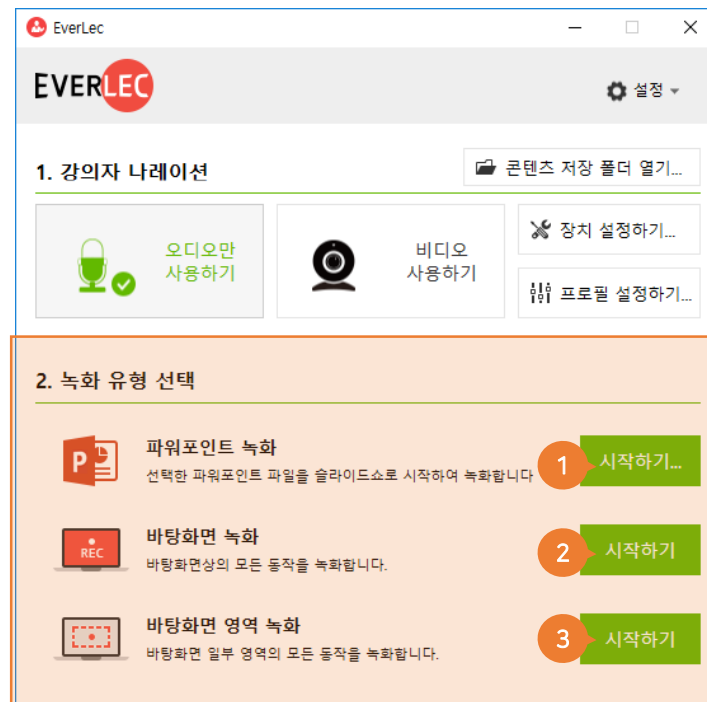 EverLec
EVERLEC
설정
1. 강의자 나레이션
콘텐츠 저장 폴더 열기...
오디오만
사용하기
비디오
사용하기
장치 설정하기...
프로필 설정하기...
2. 녹화 유형 선택
P
파워포인트 녹화
선택한 파워포인트 파일을 슬라이드쇼로 시작하여 녹화합니다
1
시작하기...
REC
바탕화면 녹화
바탕화면상의 모든 동작을 녹화합니다.
2
시작하기
바탕화면 영역 녹화
바탕화면 일부 영역의 모든 동작을 녹화합니다.
3
시작하기